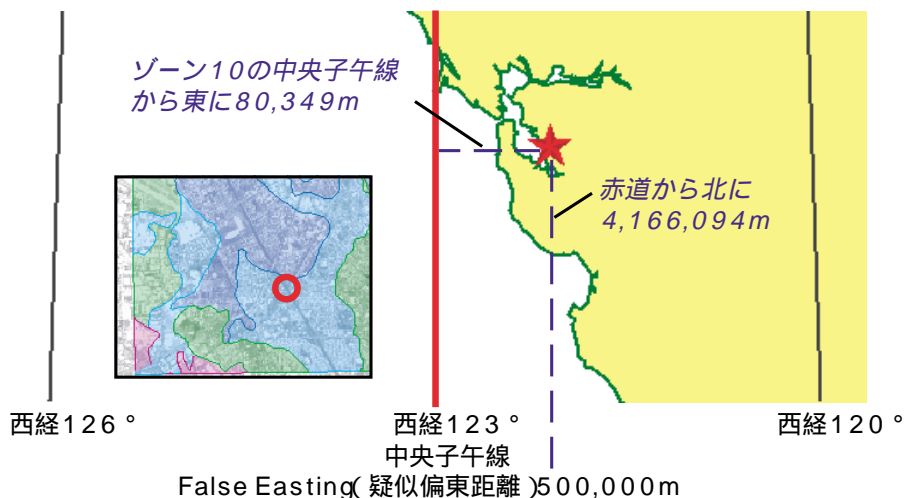 ゾーン10の中央子午線
から東に80,349m
赤道から北に
4,166,094m
西経126°
西経123°
西経120°
中央子午線
False Easting(疑似偏東距離)500,000m